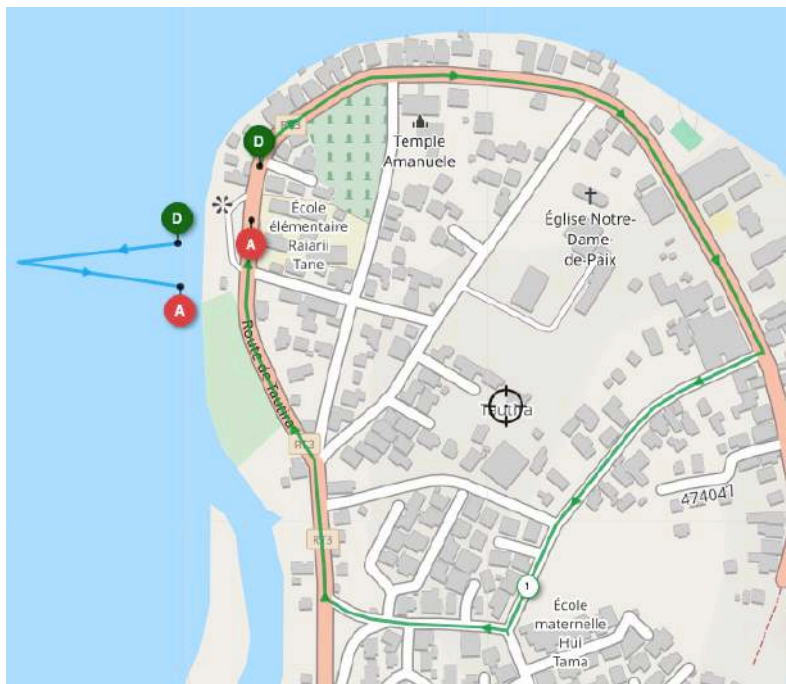 RT3
D
Temple
Amanuele
École
élémentaire
Raiarii
Tane
Église Notre-
Dame-
de-Paix
D
A
A
Route de Tautira
Tautira
RT3
474041
RT3
1
École
maternelle
Hui
Tama